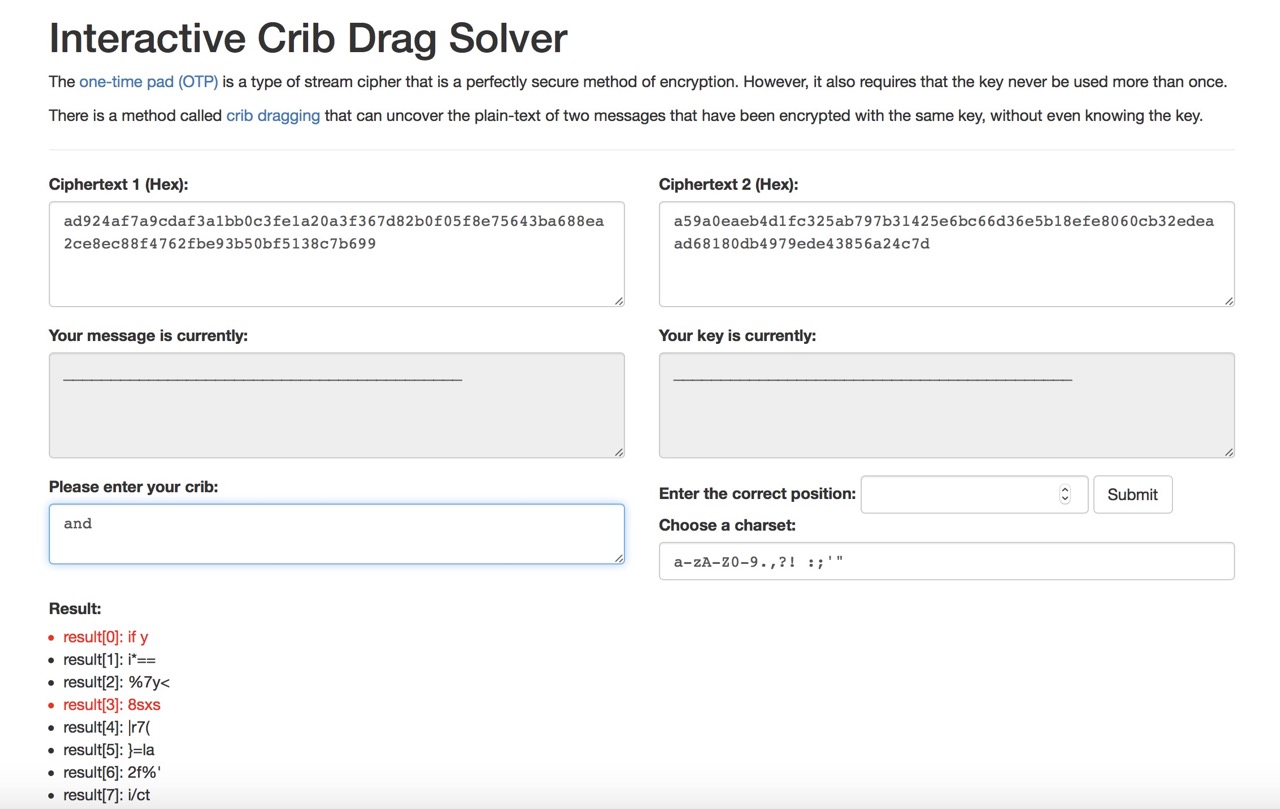 Interactive Crib Drag Solver
The one-time pad (OTP) is a type of stream cipher that is a perfectly secure method of encryption. However, it also requires that the key never be used more than once.
There is a method called crib dragging that can uncover the plain-text of two messages that have been encrypted with the same key, without even knowing the key.
Ciphertext 1 (Hex):
ad924af7a9cdaf3a1bb0c3fe1a20a3f367d82b0f05f8e75643ba688ea
2ce8ec88f4762fbe93b50bf5138c7b699
Ciphertext 2 (Hex):
a59a0eaeb4d1fc325ab797b31425e6bc66d36e5b18efe8060cb32edea
ad68180db4979ede43856a24c7d
Your message is currently:
__________________________________________
Your key is currently:
__________________________________________
Please enter your crib:
and
Enter the correct position:
Submit
Choose a charset:
a-zA-Z0-9.,?! :;'"
Result:
result[0]: if y
result[1]: i*==
result[2]: %7y<
result[3]: 8sxs
result[4]: |r7(
result[5]: }=la
result[6]: 2f%'
result[7]: i/ct